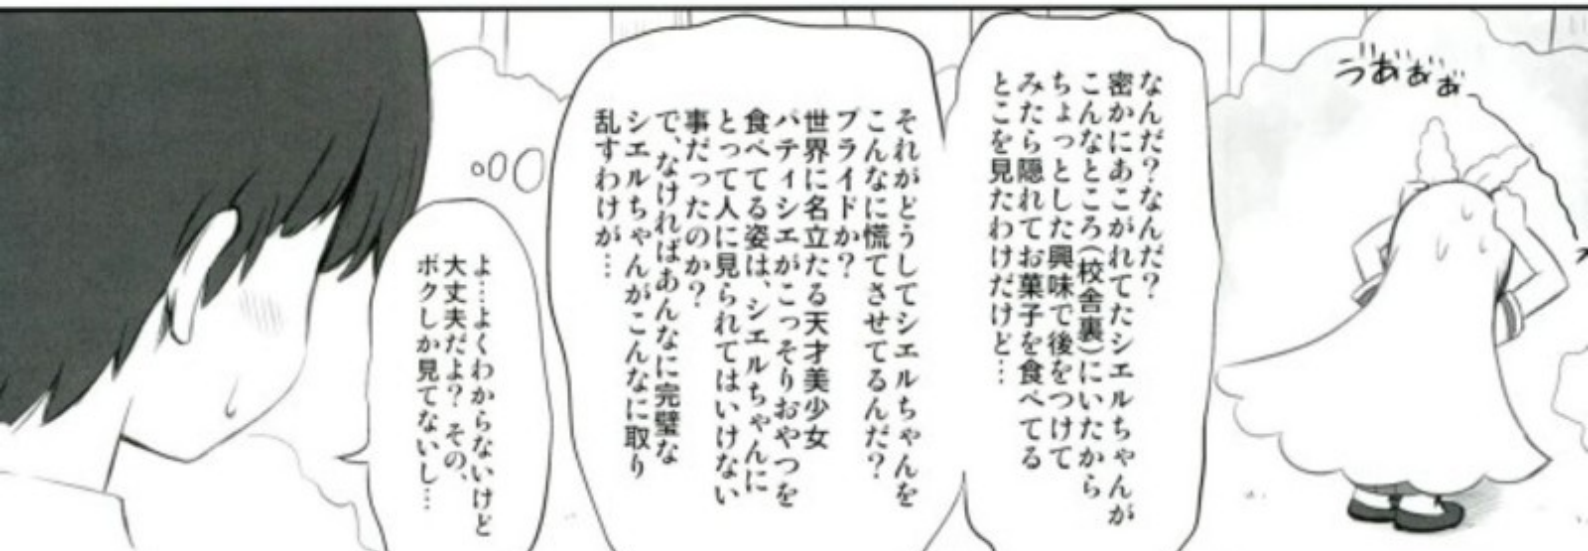 うあぁぁぁ
なんだ?なんだ?
密かにあこがれてたシエルちゃんが
こんなところ(校舎裏)にいたから
ちょっとした興味で後をつけて
みたら隠れてお菓子を食べてる
とこを見たわけだけど…
それがどうしてシエルちゃんを
こんなに慌てさせてるんだ?
プライドか?
世界に名立たる天才美少女
パティシエがこっそりおやつを
食べてる姿は、シエルちゃんに
とって人に見られてはいけない
事だったのか?
で、なければあんなに完璧な
シエルちゃんがこんなに取り
乱すわけが…
よ…よくわからないけど
大丈夫だよ? その、
ボクしか見てないし…